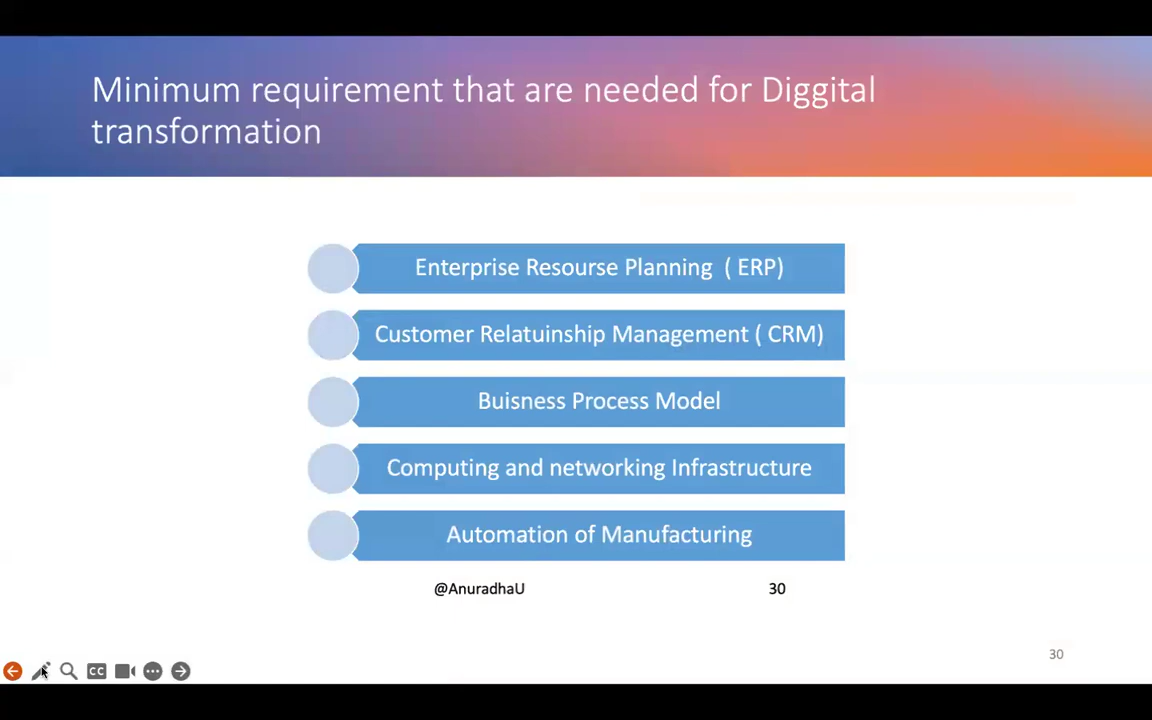 Minimum requirement that are needed for Diggital
transformation
Enterprise Resourse Planning ( ERP)
Customer Relatuinship Management ( CRM)
Buisness Process Model
Computing and networking Infrastructure
Automation of Manufacturing
@AnuradhaU 30
30
CC